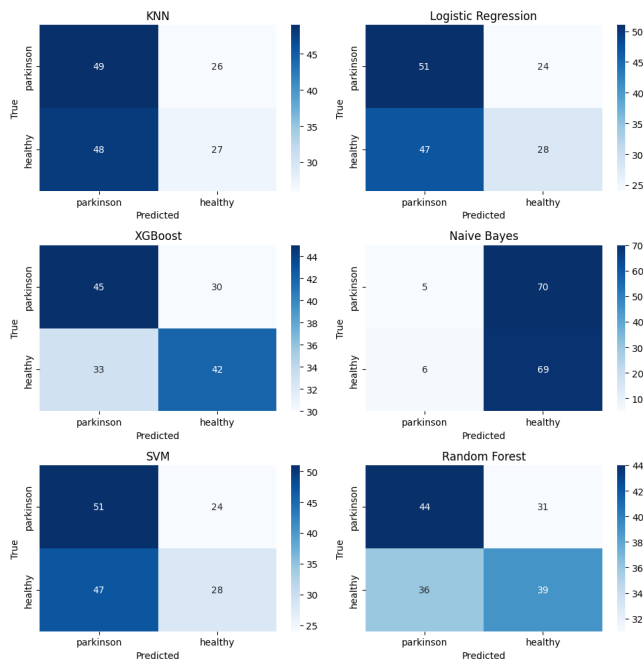 KNN
Logistic Regression
True
parkinson
healthy
49
26
48
27
45
40
35
30
parkinson
healthy
Predicted
True
parkinson
healthy
51
24
47
28
50
45
40
35
30
25
parkinson
healthy
Predicted
XGBoost
Naive Bayes
True
parkinson
healthy
45
30
33
42
44
42
40
38
36
34
32
30
parkinson
healthy
Predicted
True
parkinson
healthy
5
70
6
69
70
60
50
40
30
20
10
parkinson
healthy
Predicted
SVM
Random Forest
True
parkinson
healthy
51
24
47
28
50
45
40
35
30
25
parkinson
healthy
Predicted
True
parkinson
healthy
44
31
36
39
44
42
40
38
36
34
32
parkinson
healthy
Predicted